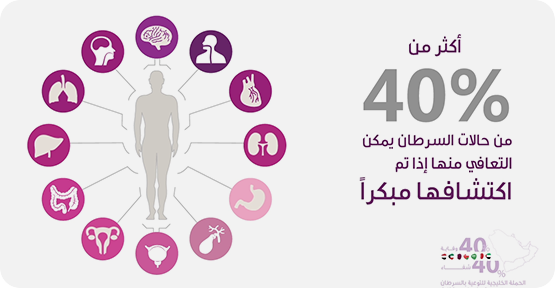 أكثر من
40%
من حالات السرطان يمكن
التعافي منها إذا تم
اكتشافها مبكراً
40% وقاية
40% شفاء
الحملة الخليجية للتوعية بالسرطان